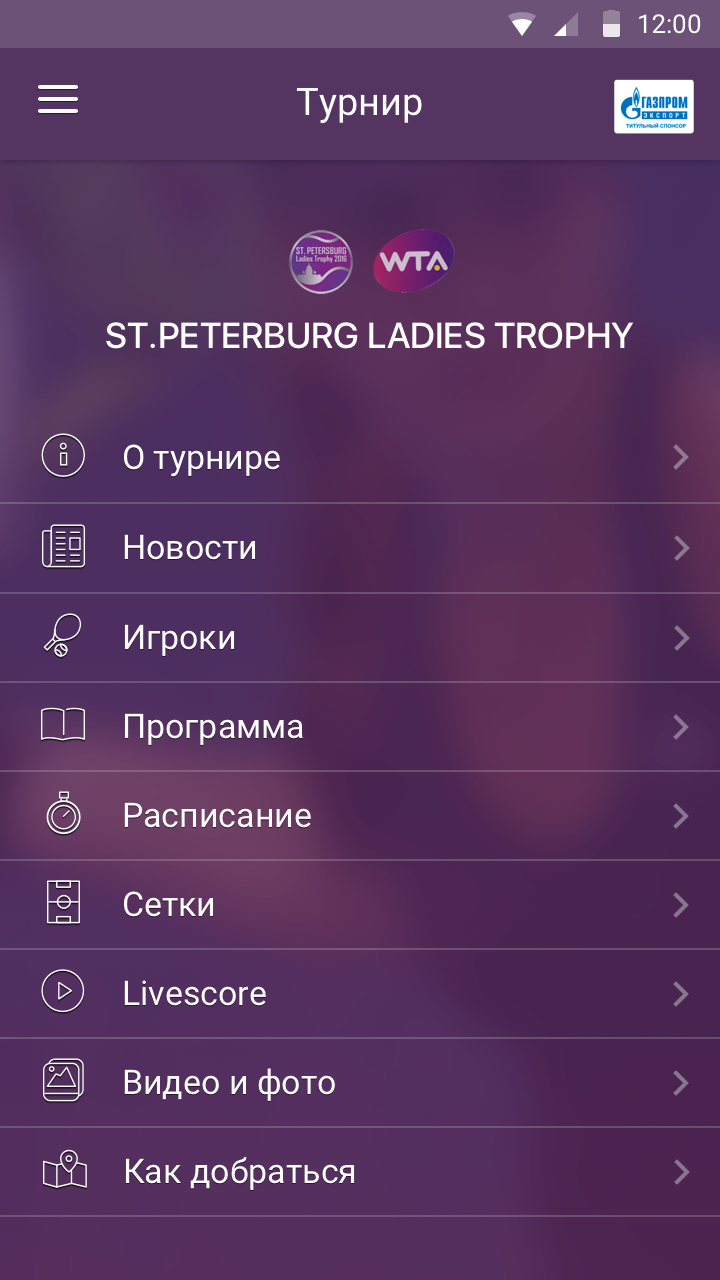 12:00
Турнир
ГАЗПРОМ
ЭКСПОРТ
ТИТУЛЬНЫЙ СПОНСОР
ST. PETERSBURG
Ladies Trophy 2016
WTA
ST.PETERBURG LADIES TROPHY
О турнире
Новости
Игроки
Программа
Расписание
Сетки
Livescore
Видео и фото
Как добраться